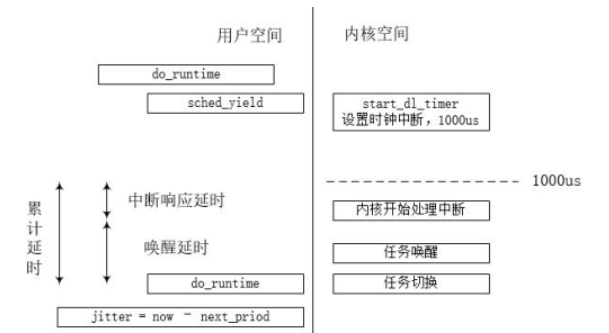 用户空间
内核空间
do_runtime
sched_yield
start_dl_timer
设置时钟中断，1000us
1000us
累计延时
中断响应延时
内核开始处理中断
唤醒延时
任务唤醒
do_runtime
任务切换
jitter = now - next_priod